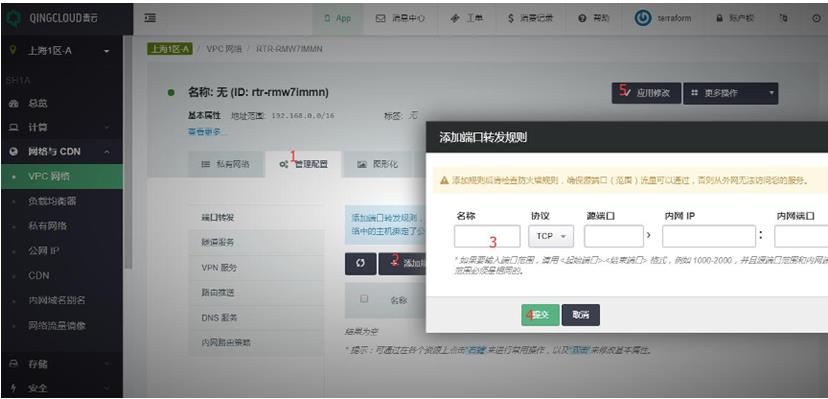 QINGCLOUD青云
App
消息中心
工单
$ 消费记录
帮助
terraform
账户权
上海1区-A
上海1区-A / VPC 网络 / RTR-RMW7IMMN
SH1A
总览
计算
网络与 CDN
VPC 网络
负载均衡器
私有网络
公网 IP
CDN
内网域名别名
网络流量镜像
存储
安全
名称: 无 (ID: rtr-rmw7immn)
5 应用修改
更多操作
基本属性 地址范围: 192.168.0.0/16 标签: 无
查看更多...
私有网络
1 管理配置
图形化
端口转发
隧道服务
VPN 服务
路由推送
DNS 服务
内网路由策略
添加端口转发规则,
络中的主机绑定了公
2 添加规
名称
结果为空
* 提示：可通过在各个资源上点击"右键"来进行常用操作，以及"双击"来修改基本属性。
添加端口转发规则
添加规则后请检查防火墙规则，确保源端口（范围）流量可以通过，否则从外网无法访问您的服务。
名称 协议 源端口 内网 IP 内网端口
3 TCP > :
* 如果要输入端口范围，请用 <起始端口>-<结束端口> 格式，例如 1000-2000，并且源端口范围和内网端
范围必须是相同的。
4 提交
取消